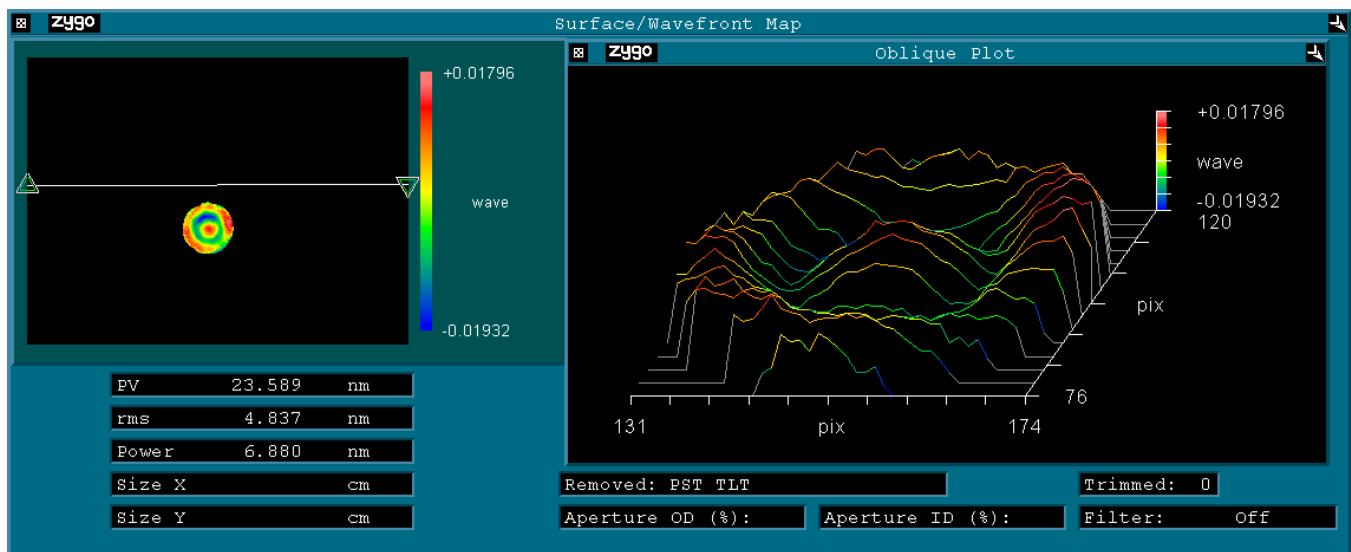 zygo Surface/Wavefront Map
+0.01796
wave
-0.01932
zygo Oblique Plot
+0.01796
wave
-0.01932
120
pix
76
131 pix 174
PV 23.589 nm
rms 4.837 nm
Power 6.880 nm
Size X cm
Size Y cm
Removed: PST TLT Trimmed: 0
Aperture OD (%): Aperture ID (%): Filter: Off